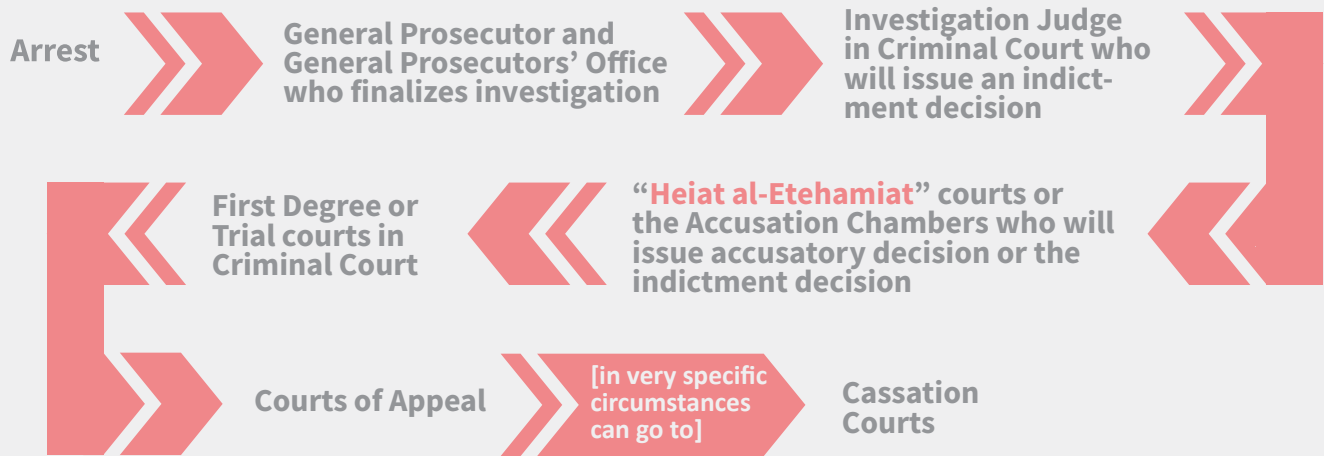 Arrest
General Prosecutor and
General Prosecutors’ Office
who finalizes investigation
Investigation Judge
in Criminal Court who
will issue an indict-
ment decision
“Heiat al-Etehamiat” courts or
the Accusation Chambers who will
issue accusatory decision or the
indictment decision
First Degree or
Trial courts in
Criminal Court
Courts of Appeal
[in very specific
circumstances
can go to]
Cassation
Courts